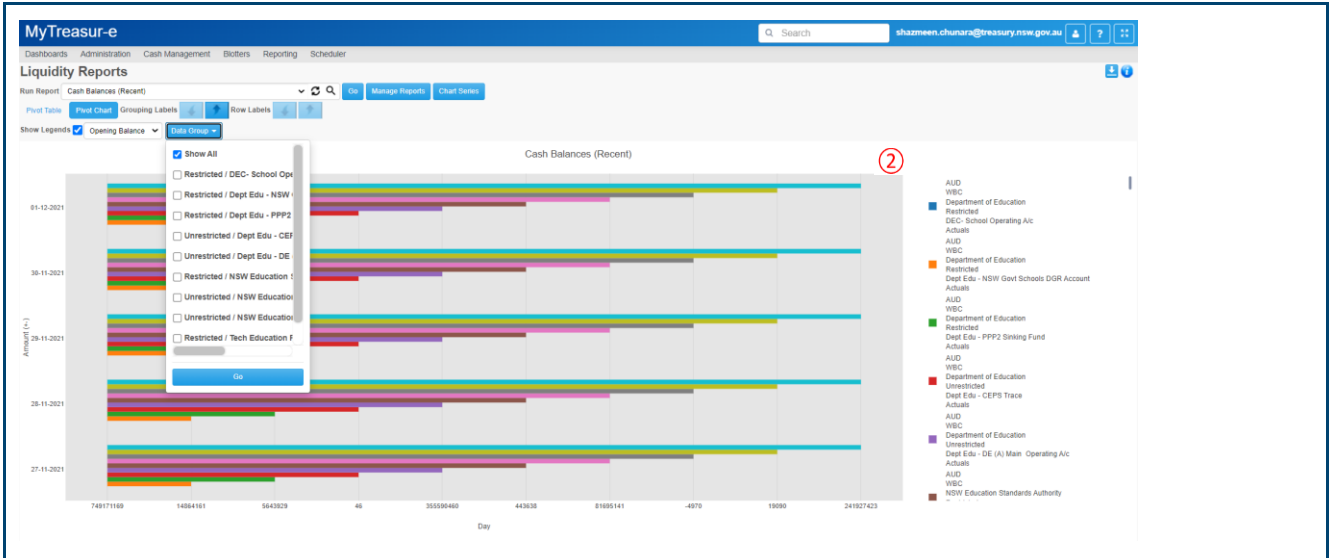 MyTreasur-e
Search
shazmeen.chunara@treasury.nsw.gov.au
?
Dashboards Administration Cash Management Blotters Reporting Scheduler
Liquidity Reports
Run Report Cash Balances (Recent) Go Manage Reports Chart Series
Pivot Table Pivot Chart Grouping Labels Row Labels
Show Legends Opening Balance Data Group
Show All
Restricted / DEC- School Ope
Restricted / Dept Edu - NSW
Restricted / Dept Edu - PPP2
Unrestricted / Dept Edu - CEP
Unrestricted / Dept Edu - DE
Restricted / NSW Education
Unrestricted / NSW Education
Unrestricted / NSW Education
Restricted / Tech Education
Go
Cash Balances (Recent)
②
01-12-2021
30-11-2021
29-11-2021
28-11-2021
27-11-2021
Amount (+-)
749171169 14864161 5643829 46 355590460 443638 81695141 -4970 19090 241927423
Day
AUD
WBC
Department of Education
Restricted
DEC- School Operating A/c
Actuals
AUD
WBC
Department of Education
Restricted
Dept Edu - NSW Govt Schools DGR Account
Actuals
AUD
WBC
Department of Education
Restricted
Dept Edu - PPP2 Sinking Fund
Actuals
AUD
WBC
Department of Education
Unrestricted
Dept Edu - CEPS Trace
Actuals
AUD
WBC
Department of Education
Unrestricted
Dept Edu - DE (A) Main Operating A/c
Actuals
AUD
WBC
NSW Education Standards Authority